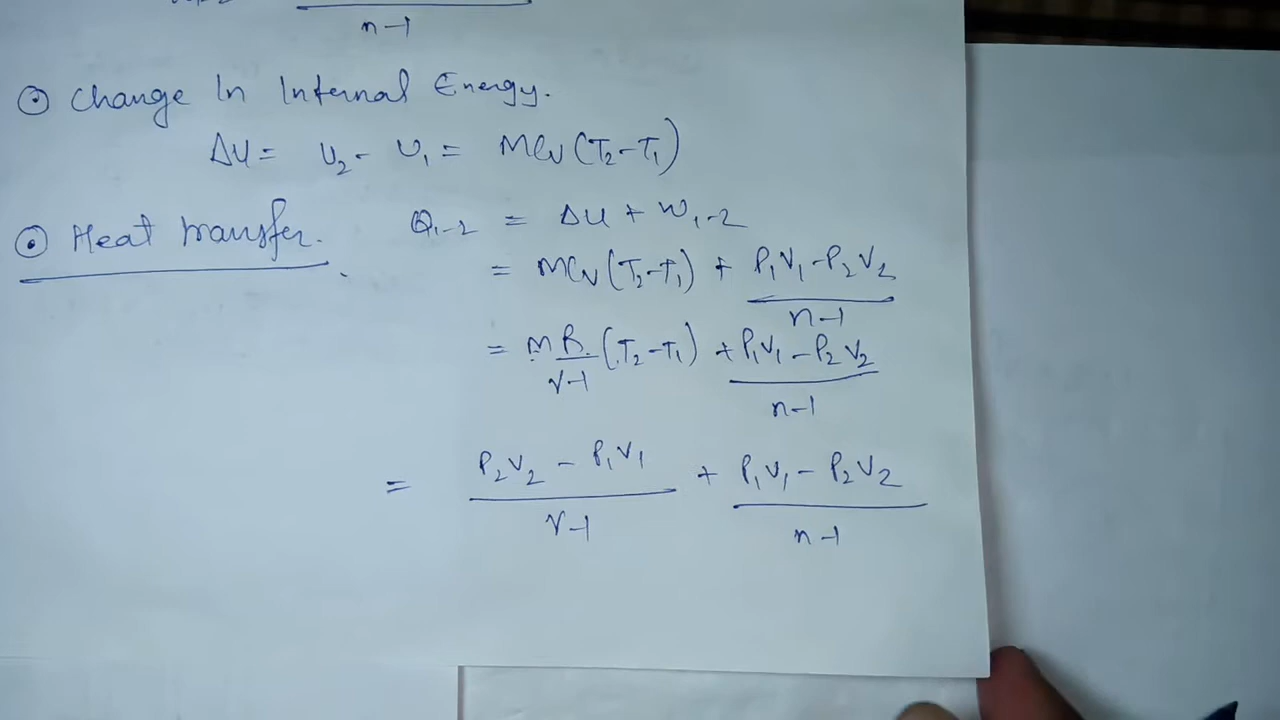 n-1
⊙ Change In Internal Energy.
ΔU = U₂ - U₁ = mCv (T₂-T₁)
⊙ Heat transfer. Q₁₋₂ = ΔU + W₁₋₂
= mCv (T₂-T₁) + P₁V₁-P₂V₂ / n-1
= mR / γ-1 (T₂-T₁) + P₁V₁-P₂V₂ / n-1
= P₂V₂ - P₁V₁ / γ-1 + P₁V₁ - P₂V₂ / n-1